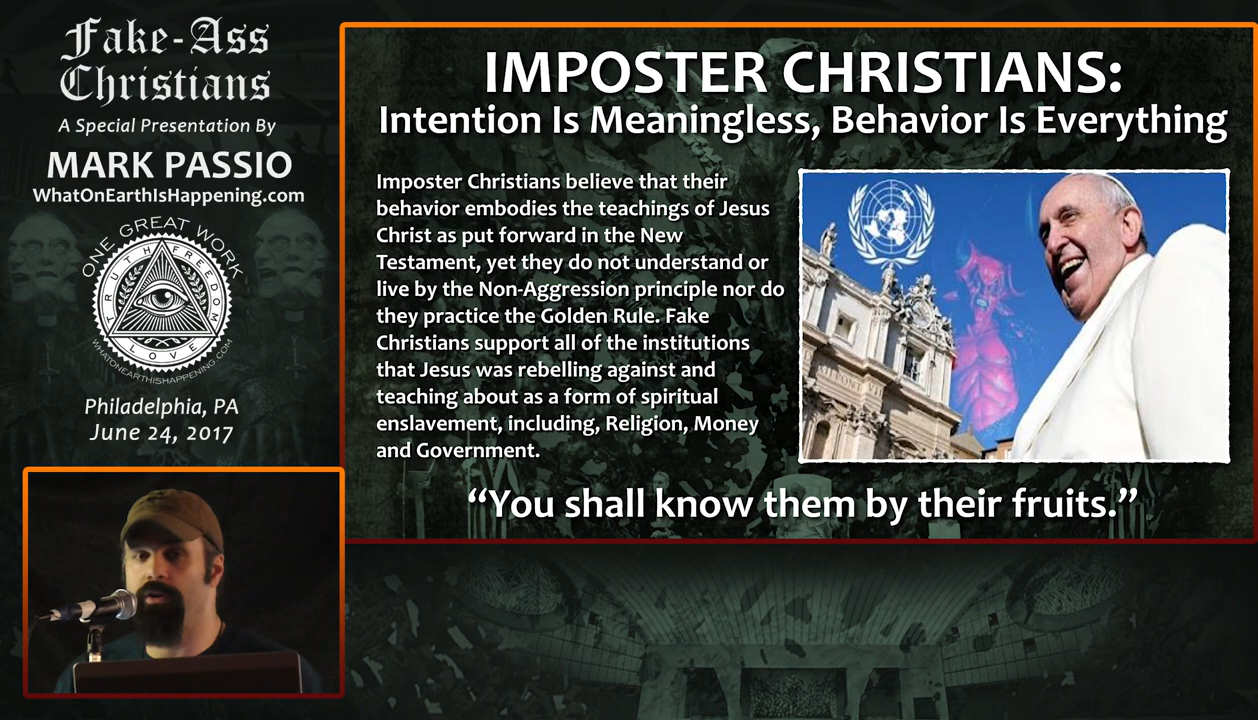 Fake-Ass
Christians
A Special Presentation By
MARK PASSIO
WhatOnEarthIsHappening.com
ONE GREAT WORK
TRUTH FREEDOM LOVE
WHATONEARTHISHAPPENING.COM
Philadelphia, PA
June 24, 2017
IMPOSTER CHRISTIANS:
Intention Is Meaningless, Behavior Is Everything
Imposter Christians believe that their
behavior embodies the teachings of Jesus
Christ as put forward in the New
Testament, yet they do not understand or
live by the Non-Aggression principle nor do
they practice the Golden Rule. Fake
Christians support all of the institutions
that Jesus was rebelling against and
teaching about as a form of spiritual
enslavement, including, Religion, Money
and Government.
“You shall know them by their fruits.”